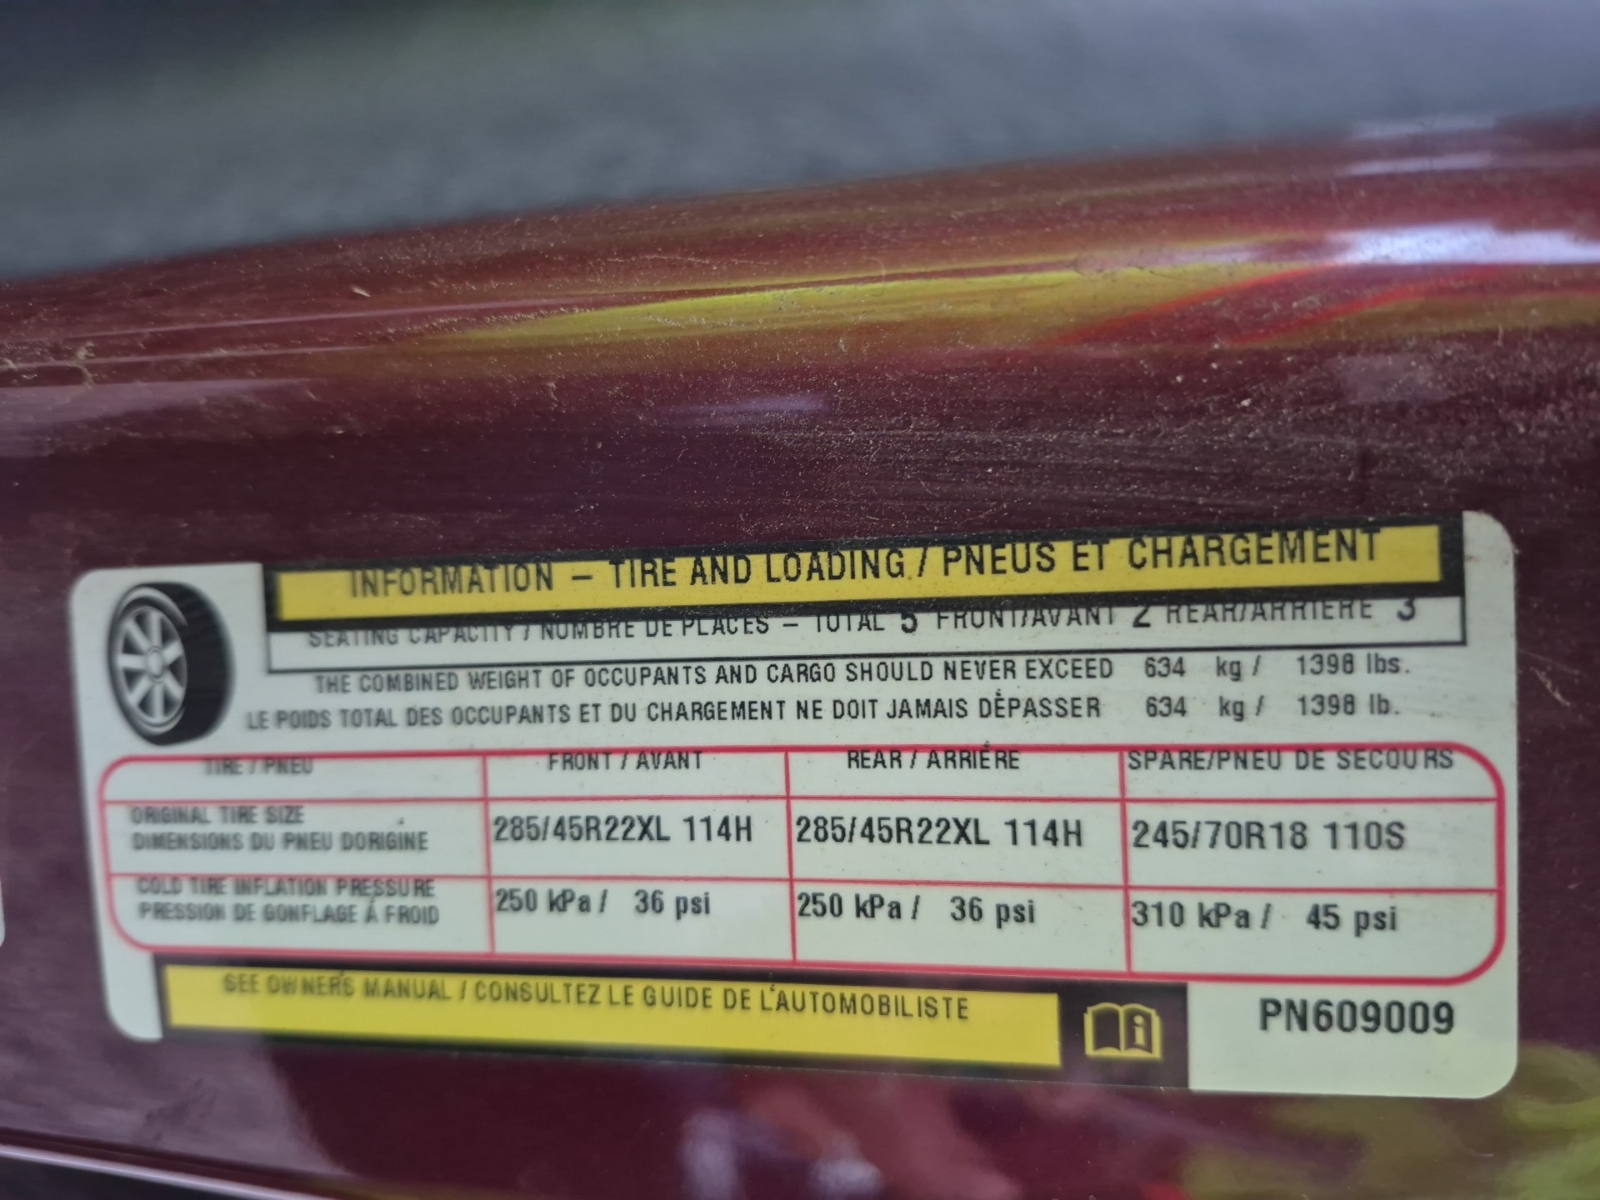 INFORMATION – TIRE AND LOADING / PNEUS ET CHARGEMENT
SEATING CAPACITY / NOMBRE DE PLACES – TOTAL 5 FRONT/AVANT 2 REAR/ARRIÈRE 3
THE COMBINED WEIGHT OF OCCUPANTS AND CARGO SHOULD NEVER EXCEED 634 kg / 1398 lbs.
LE POIDS TOTAL DES OCCUPANTS ET DU CHARGEMENT NE DOIT JAMAIS DÉPASSER 634 kg / 1398 lb.
TIRE / PNEU FRONT / AVANT REAR / ARRIÈRE SPARE/PNEU DE SECOURS
ORIGINAL TIRE SIZE
DIMENSIONS DU PNEU DORIGINE 285/45R22XL 114H 285/45R22XL 114H 245/70R18 110S
COLD TIRE INFLATION PRESSURE
PRESSION DE GONFLAGE À FROID 250 kPa / 36 psi 250 kPa / 36 psi 310 kPa / 45 psi
SEE OWNERS MANUAL / CONSULTEZ LE GUIDE DE L'AUTOMOBILISTE
PN609009